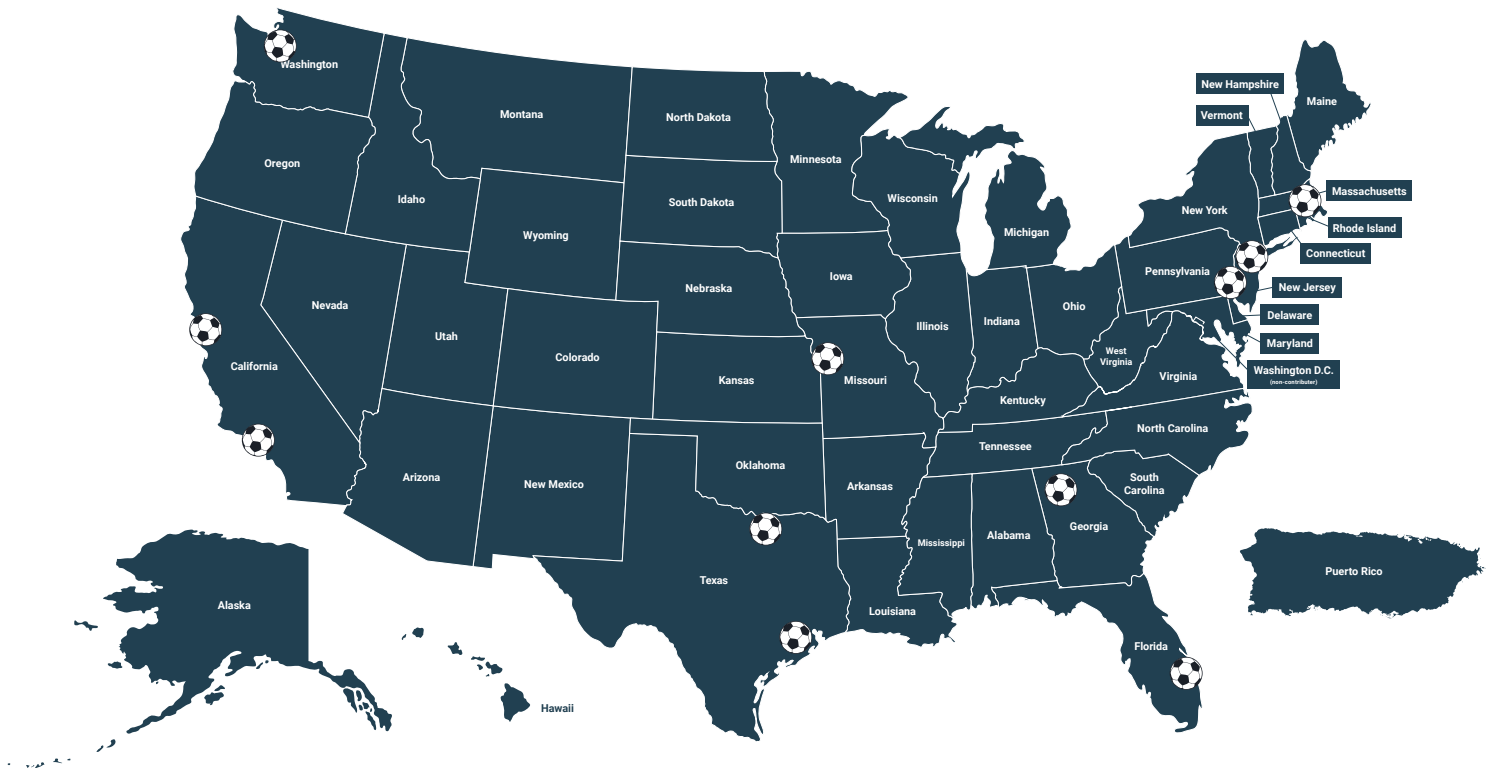 Washington
Montana
North Dakota
Minnesota
New Hampshire
Maine
Vermont
Oregon
Idaho
Wyoming
South Dakota
Wisconsin
Michigan
New York
Massachusetts
Rhode Island
Connecticut
Nevada
Utah
Colorado
Nebraska
Iowa
Illinois
Indiana
Ohio
Pennsylvania
New Jersey
Delaware
Maryland
Washington D.C.
(non-contributer)
California
Kansas
Missouri
West
Virginia
Virginia
Kentucky
North Carolina
Tennessee
Arizona
New Mexico
Oklahoma
Arkansas
South
Carolina
Mississippi
Alabama
Georgia
Texas
Louisiana
Florida
Puerto Rico
Alaska
Hawaii